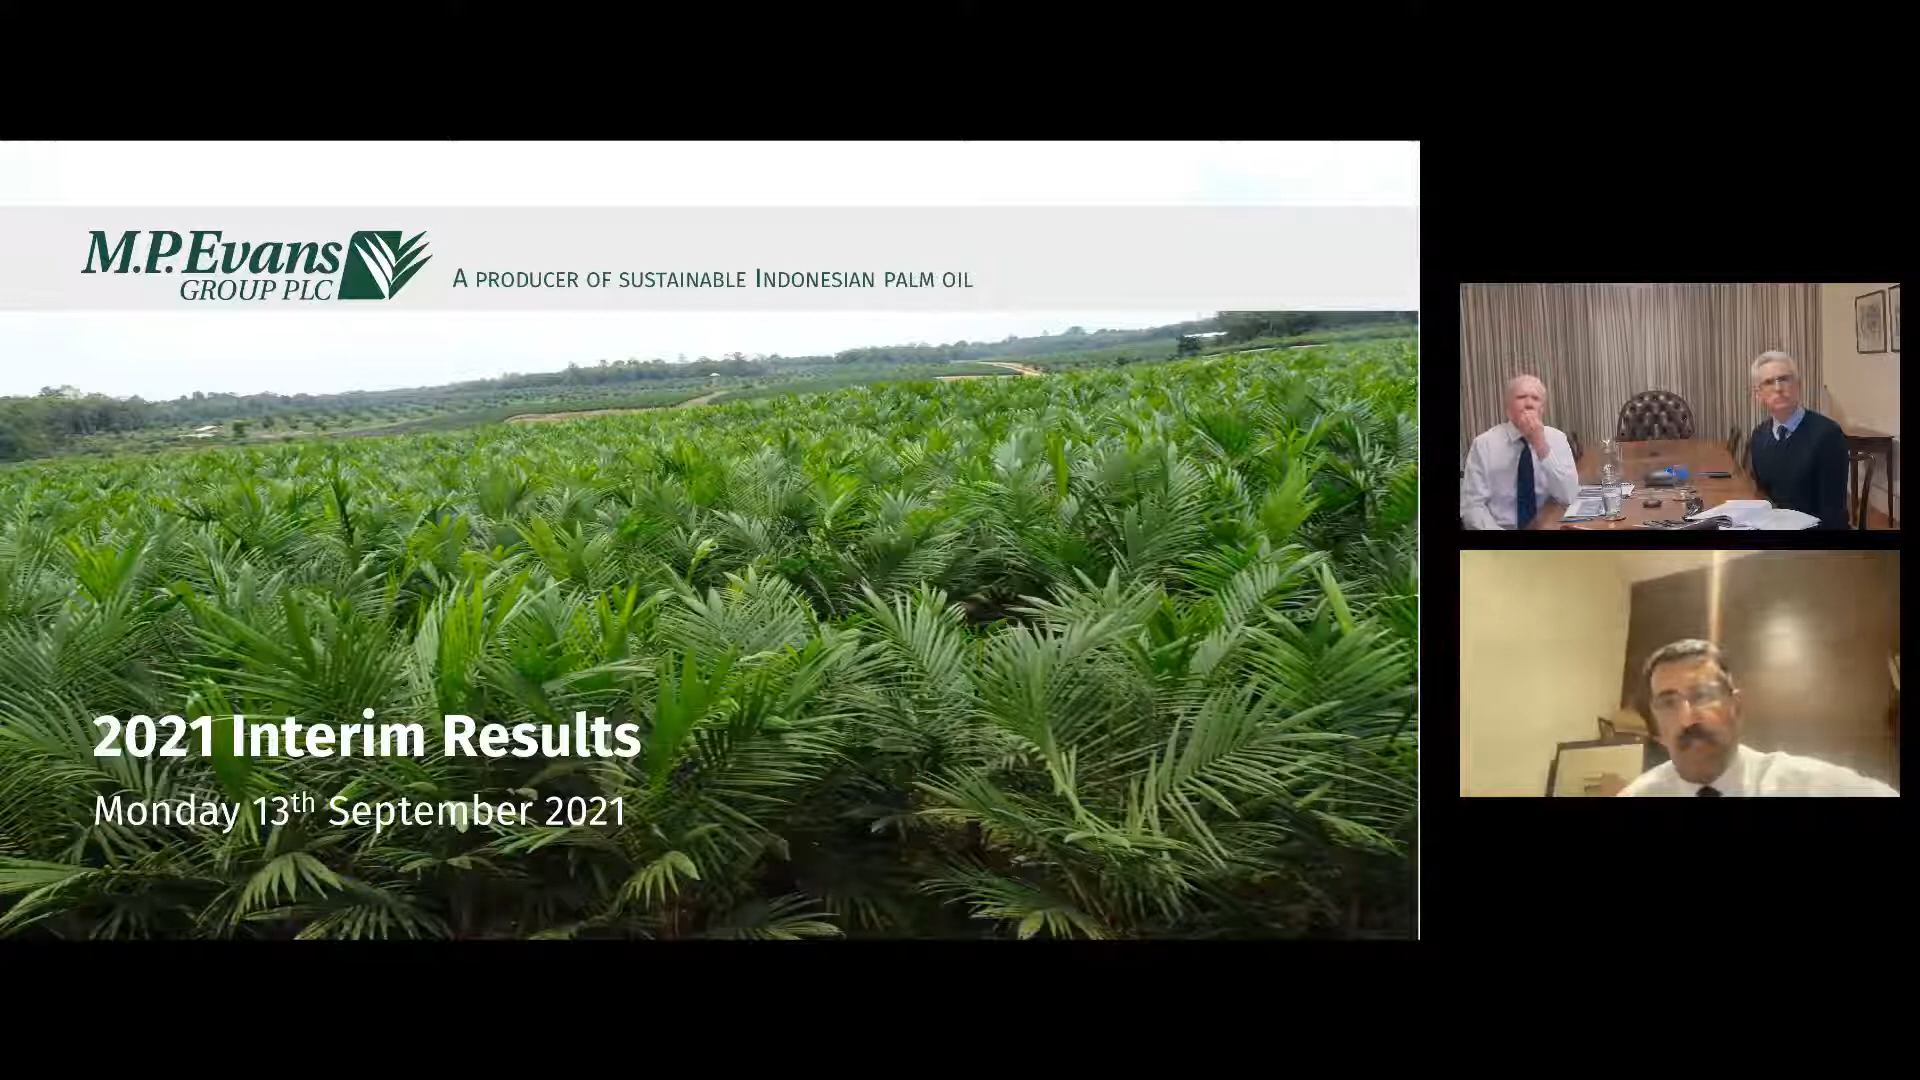 M.P. Evans
GROUP PLC
A PRODUCER OF SUSTAINABLE INDONESIAN PALM OIL
2021 Interim Results
Monday 13th September 2021